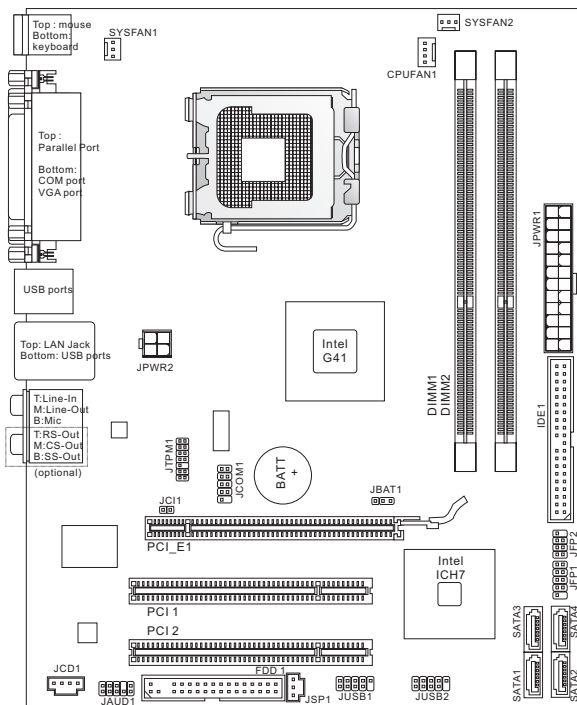 Top : mouse
Bottom:
keyboard
SYSFAN1
SYSFAN2
CPUFAN1
Top :
Parallel Port
Bottom:
COM port
VGA port
JPWR1
USB ports
Top: LAN Jack
Bottom: USB ports
JPWR2
Intel
G41
DIMM1
DIMM2
IDE1
T:Line-In
M:Line-Out
B:Mic
T:RS-Out
M:CS-Out
B:SS-Out
(optional)
JTPM1
JCOM1
BATT
+
JCI1
JBAT1
PCI_E1
Intel
ICH7
JFP2
JFP1
PCI 1
PCI 2
SATA3
SATA4
SATA1
SATA2
JCD1
JAUD1
FDD 1
JSP1
JUSB1
JUSB2